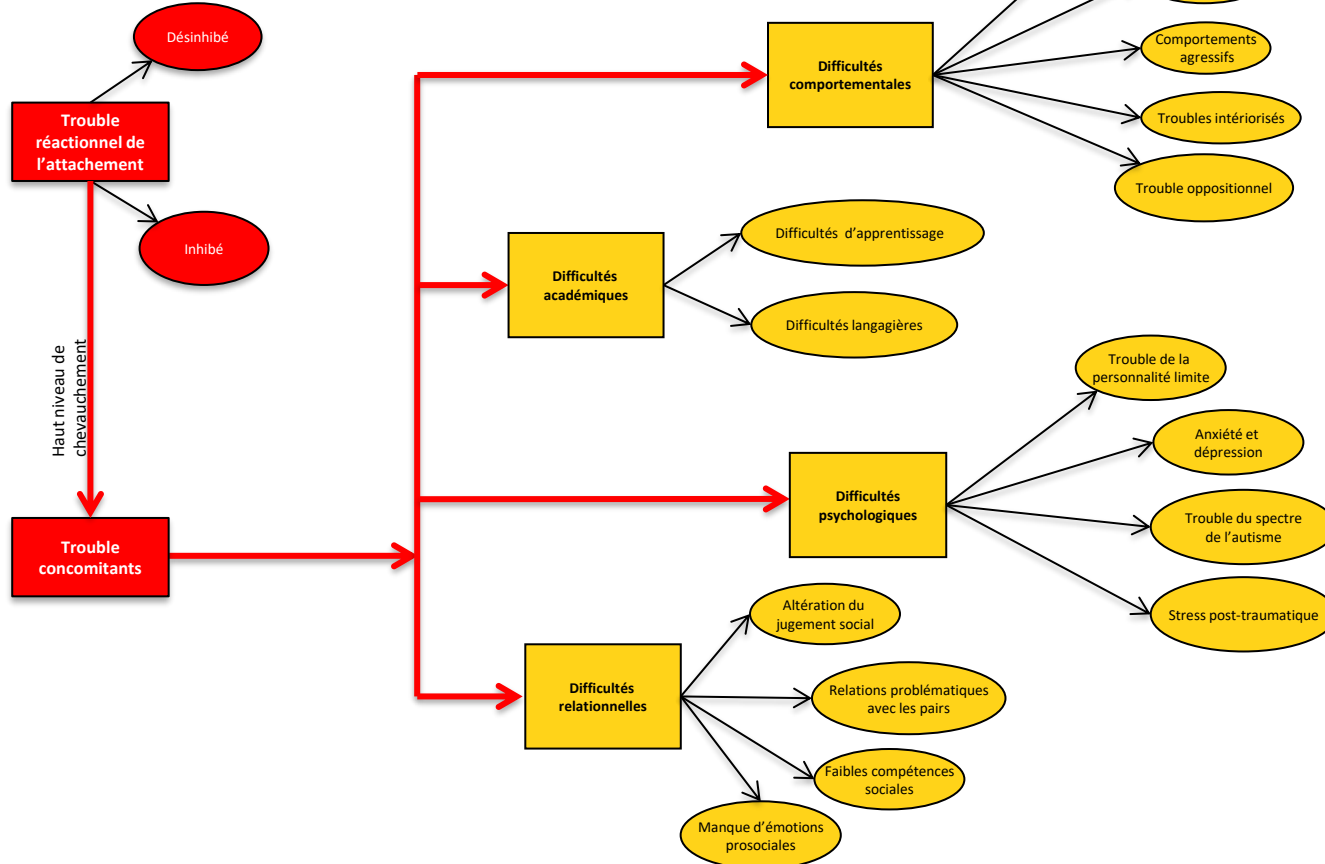 Désinhibé
Trouble
réactionnel de
l’attachement
Inhibé
Haut niveau de
chevauchement
Trouble
concomitants
Difficultés
comportementales
Comportements
agressifs
Troubles intériorisés
Trouble oppositionnel
Difficultés
académiques
Difficultés d’apprentissage
Difficultés langagières
Difficultés
psychologiques
Trouble de la
personnalité limite
Anxiété et
dépression
Trouble du spectre
de l’autisme
Stress post-traumatique
Difficultés
relationnelles
Altération du
jugement social
Relations problématiques
avec les pairs
Faibles compétences
sociales
Manque d’émotions
prosociales